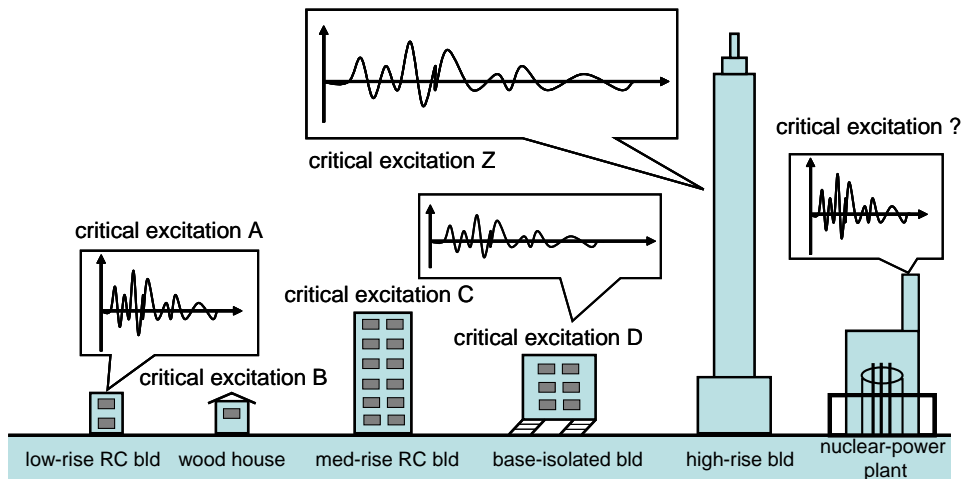 critical excitation Z
critical excitation ?
critical excitation A
critical excitation C
critical excitation D
critical excitation B
low-rise RC bld
wood house
med-rise RC bld
base-isolated bld
high-rise bld
nuclear-power
plant